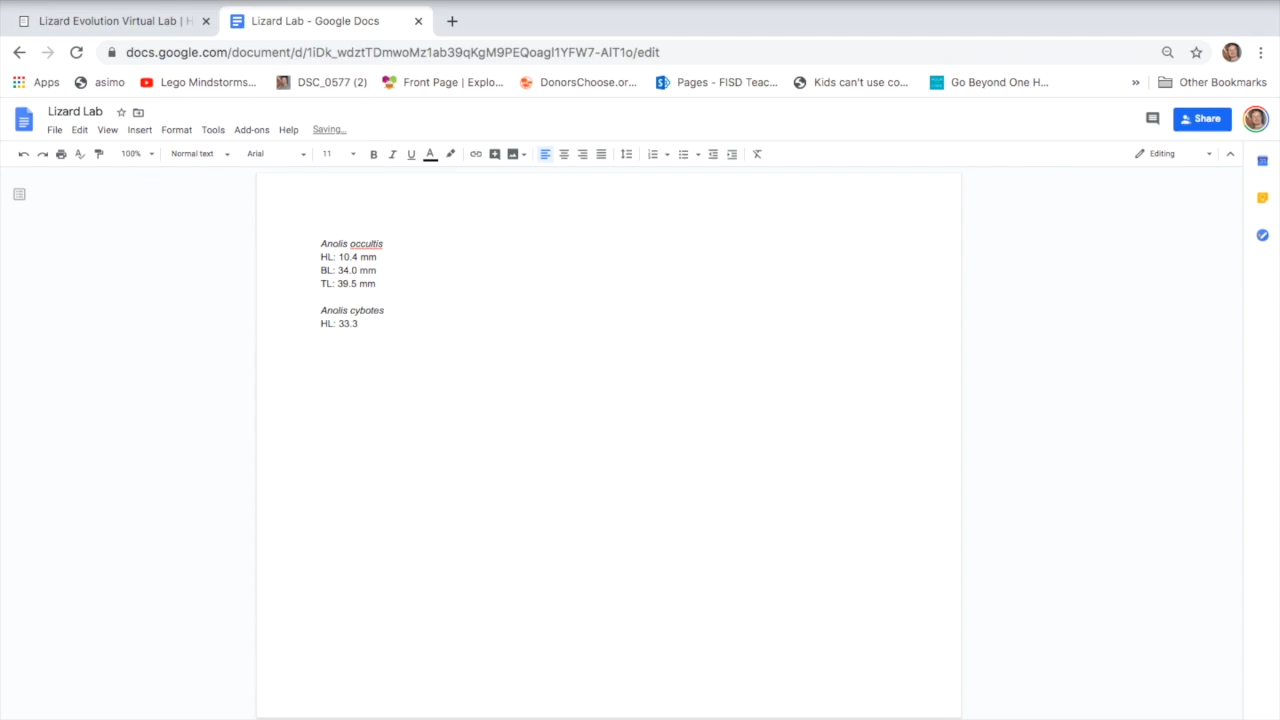 Lizard Evolution Virtual Lab | H
Lizard Lab - Google Docs
docs.google.com/document/d/1iDk_wdztTDmwoMz1ab39qKgM9PEQoagl1YFW7-AlT1o/edit
Apps asimo Lego Mindstorms... DSC_0577 (2) Front Page | Explo... DonorsChoose.or... Pages - FISD Teac... Kids can't use co... Go Beyond One H... » Other Bookmarks
Lizard Lab
Share
File Edit View Insert Format Tools Add-ons Help Saving...
100% Normal text Arial 11 B I U A Editing
Anolis occultis
HL: 10.4 mm
BL: 34.0 mm
TL: 39.5 mm
Anolis cybotes
HL: 33.3